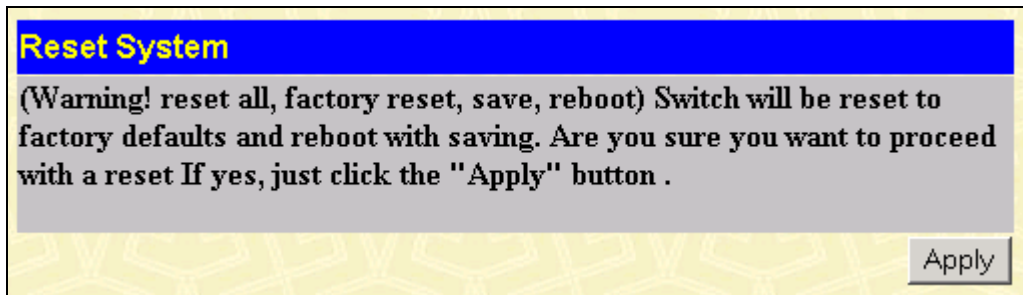 Reset System
(Warning! reset all, factory reset, save, reboot) Switch will be reset to
factory defaults and reboot with saving. Are you sure you want to proceed
with a reset If yes, just click the "Apply" button .
Apply